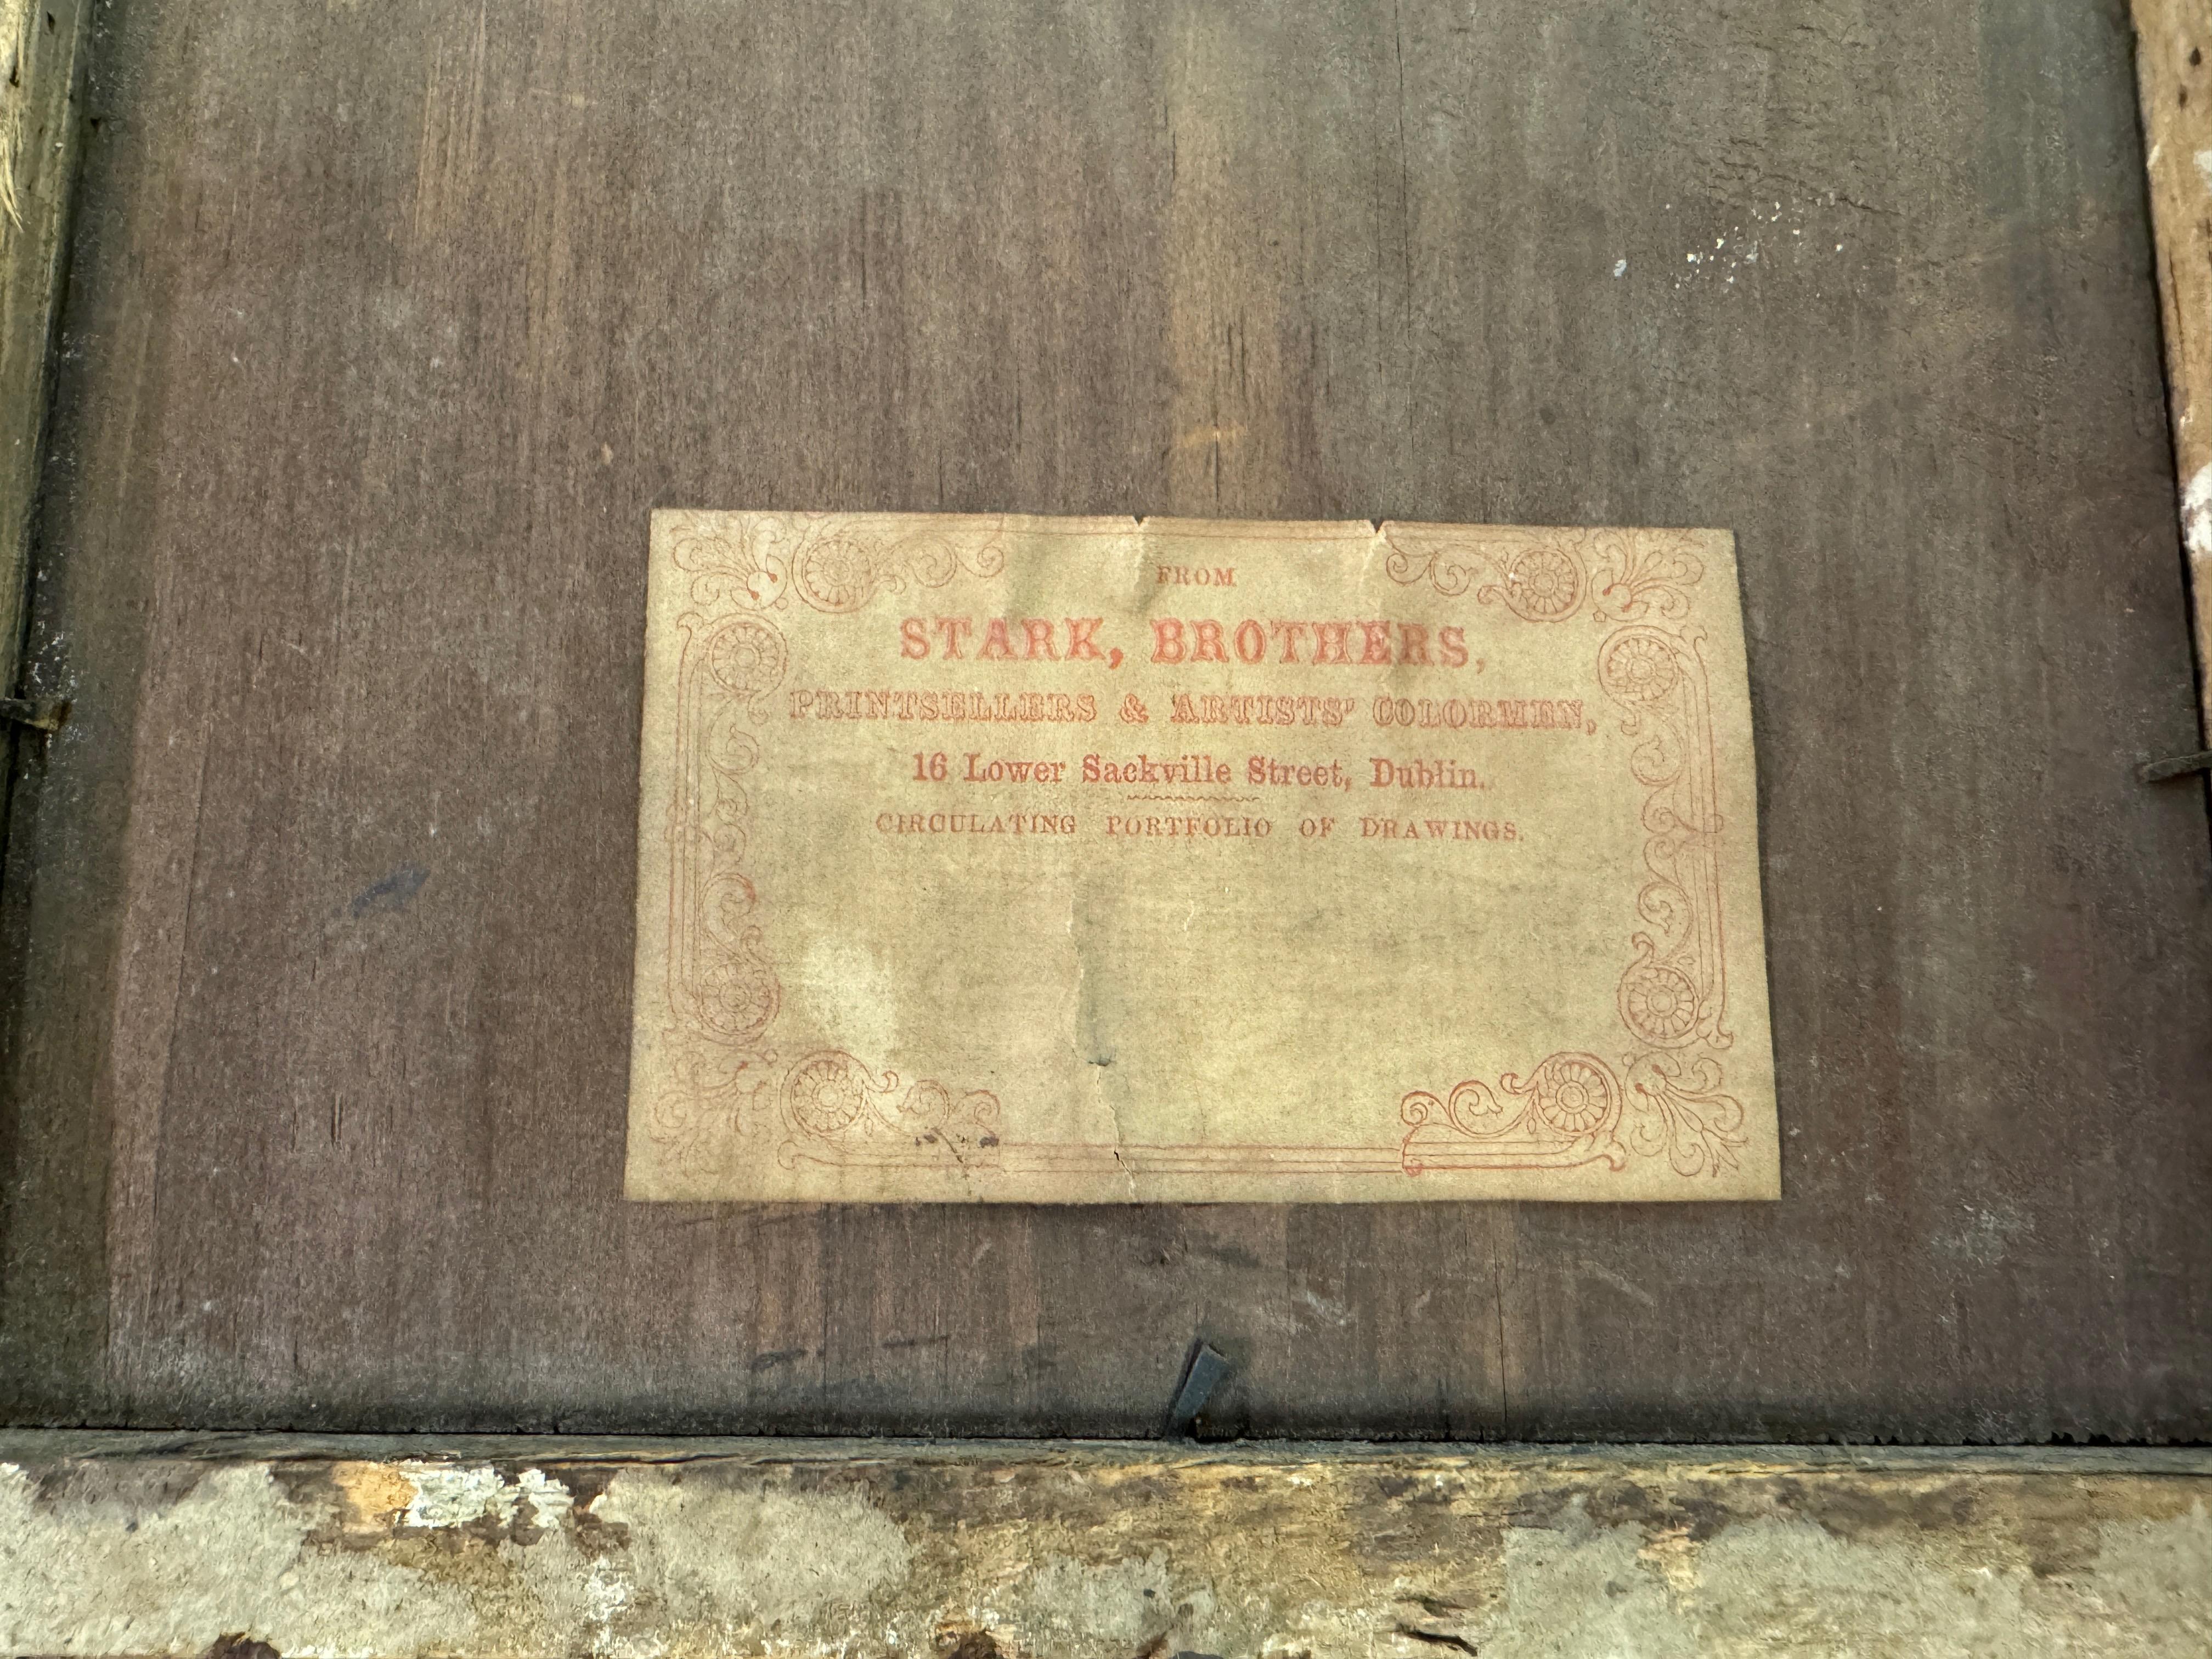 FROM
STARK, BROTHERS,
PRINTSELLERS & ARTISTS' COLORMEN,
16 Lower Sackville Street, Dublin.
CIRCULATING PORTFOLIO OF DRAWINGS.